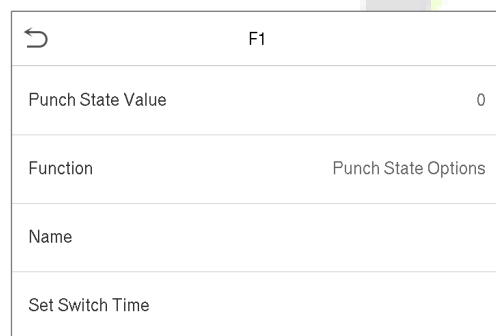 F1
Punch State Value 0
Function Punch State Options
Name
Set Switch Time